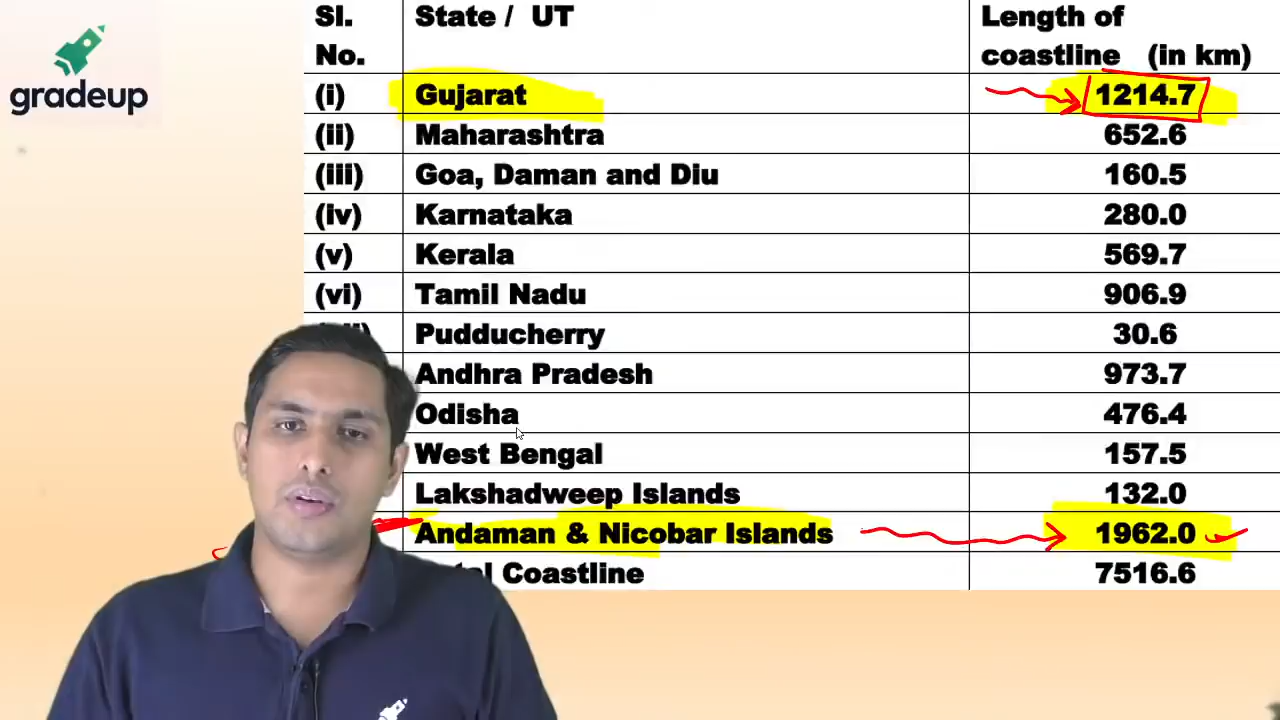 gradeup
Sl. No. State / UT Length of coastline (in km)
(i) Gujarat 1214.7
(ii) Maharashtra 652.6
(iii) Goa, Daman and Diu 160.5
(iv) Karnataka 280.0
(v) Kerala 569.7
(vi) Tamil Nadu 906.9
Pudducherry 30.6
Andhra Pradesh 973.7
Odisha 476.4
West Bengal 157.5
Lakshadweep Islands 132.0
Andaman & Nicobar Islands 1962.0
Coastline 7516.6